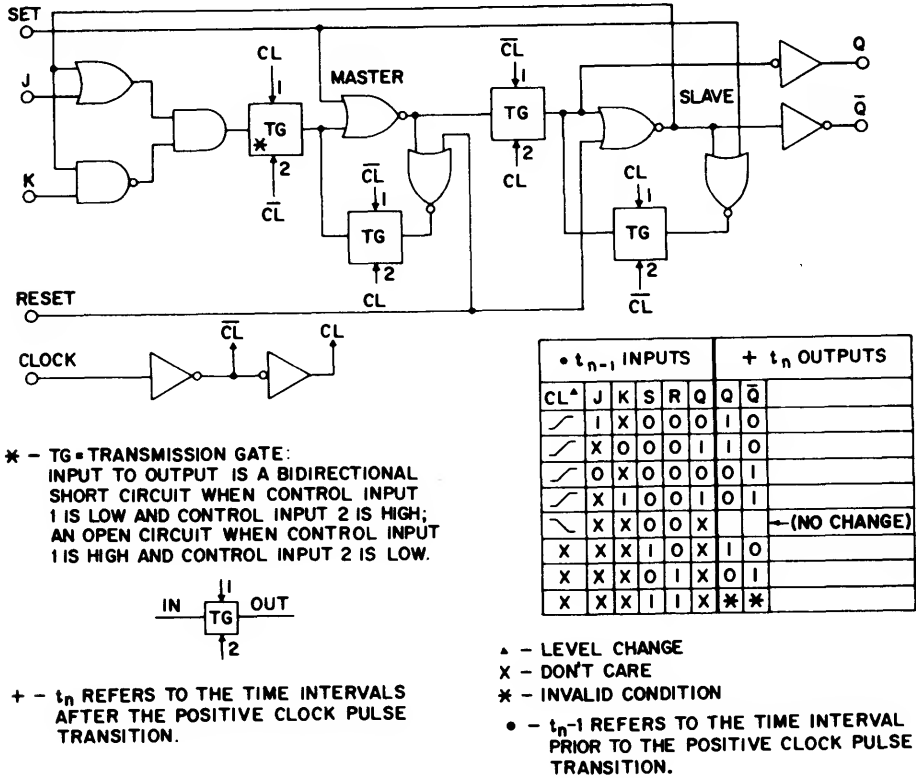 SET
J
K
CL
1
TG
*
2
C̅L̅
MASTER
C̅L̅
1
TG
2
CL
C̅L̅
1
TG
2
CL
SLAVE
CL
1
TG
2
C̅L̅
Q
Q̅
RESET
CLOCK
C̅L̅
CL
* – TG = TRANSMISSION GATE:
INPUT TO OUTPUT IS A BIDIRECTIONAL
SHORT CIRCUIT WHEN CONTROL INPUT
1 IS LOW AND CONTROL INPUT 2 IS HIGH;
AN OPEN CIRCUIT WHEN CONTROL INPUT
1 IS HIGH AND CONTROL INPUT 2 IS LOW.
1
IN TG OUT
2
+ – tn REFERS TO THE TIME INTERVALS
AFTER THE POSITIVE CLOCK PULSE
TRANSITION.
• tn-1 INPUTS + tn OUTPUTS
CL▲ J K S R Q Q Q̅
1 X 0 0 0 1 0
X 0 0 0 1 1 0
0 X 0 0 0 0 1
X 1 0 0 1 0 1
X X 0 0 X ←(NO CHANGE)
X X X 1 0 X 1 0
X X X 0 1 X 0 1
X X X 1 1 X * *
▲ – LEVEL CHANGE
X – DON'T CARE
* – INVALID CONDITION
• – tn-1 REFERS TO THE TIME INTERVAL
PRIOR TO THE POSITIVE CLOCK PULSE
TRANSITION.